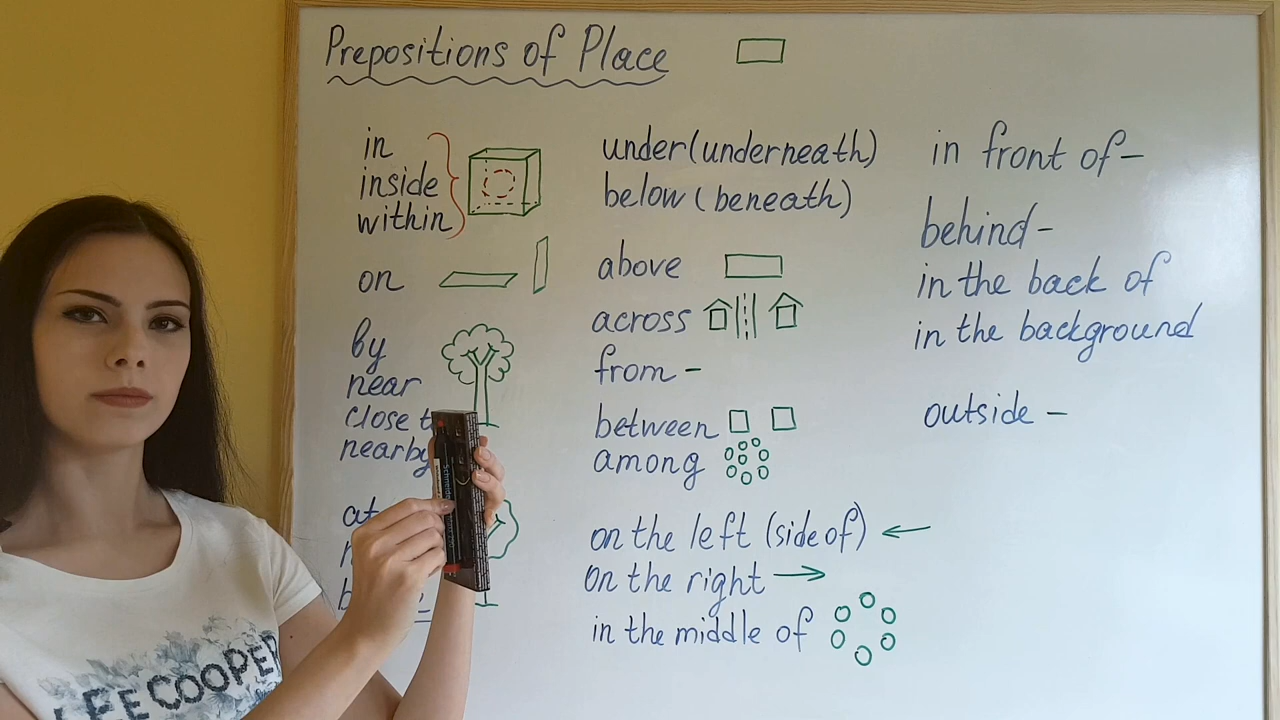 Prepositions of Place
in
inside
within
on
by
near
close
nearby
at
under (underneath)
below (beneath)
above
across
from -
between
among
on the left (side of)
on the right
in the middle of
in front of -
behind -
in the back of
in the background
outside -
Schneider
LEE COOPER